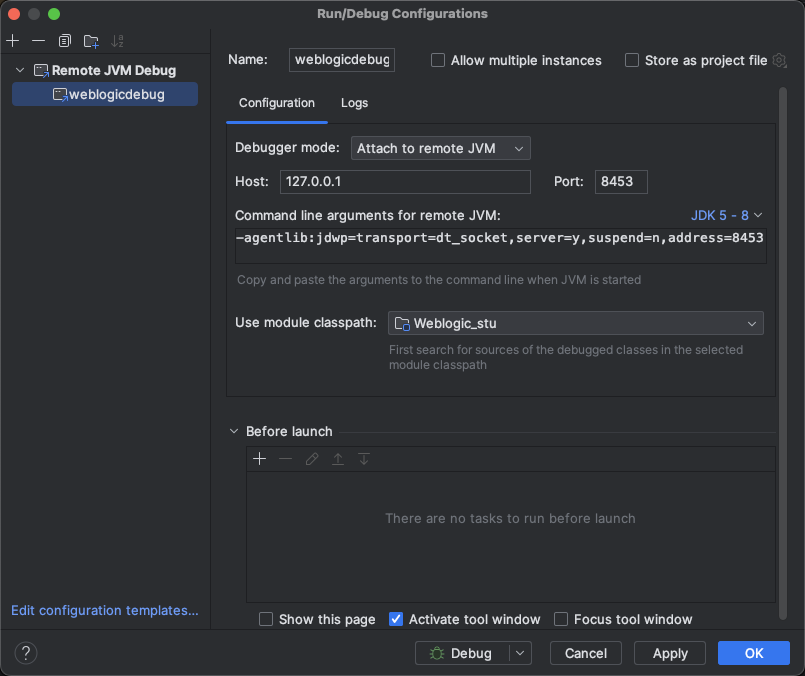 Run/Debug Configurations
Remote JVM Debug
weblogicdebug
Edit configuration templates...
Name:
weblogicdebug
Allow multiple instances
Store as project file
Configuration
Logs
Debugger mode:
Attach to remote JVM
Host:
127.0.0.1
Port:
8453
Command line arguments for remote JVM:
JDK 5 - 8
-agentlib:jdwp=transport=dt_socket,server=y,suspend=n,address=8453
Copy and paste the arguments to the command line when JVM is started
Use module classpath:
Weblogic_stu
First search for sources of the debugged classes in the selected
module classpath
Before launch
There are no tasks to run before launch
Show this page
Activate tool window
Focus tool window
?
Debug
Cancel
Apply
OK